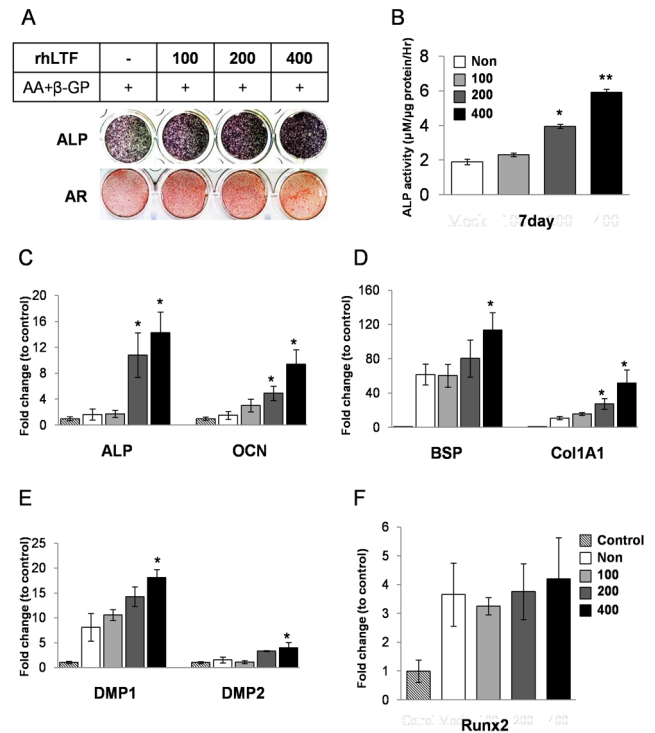 A
rhLTF - 100 200 400
AA+β-GP + + + +
ALP
AR
B
ALP activity (μM/μg protein/Hr)
8
6
4
2
0
Non
100
200
400
*
**
400
7day
C
Fold change (to control)
20
16
12
8
4
0
* *
* *
ALP OCN
D
Fold change (to control)
160
120
80
40
0
*
* *
BSP Col1A1
E
Fold change (to control)
25
20
15
10
5
0
*
*
DMP1 DMP2
F
Fold change (to control)
6
5
4
3
2
1
0
Control
Non
100
200
400
200 400
Runx2